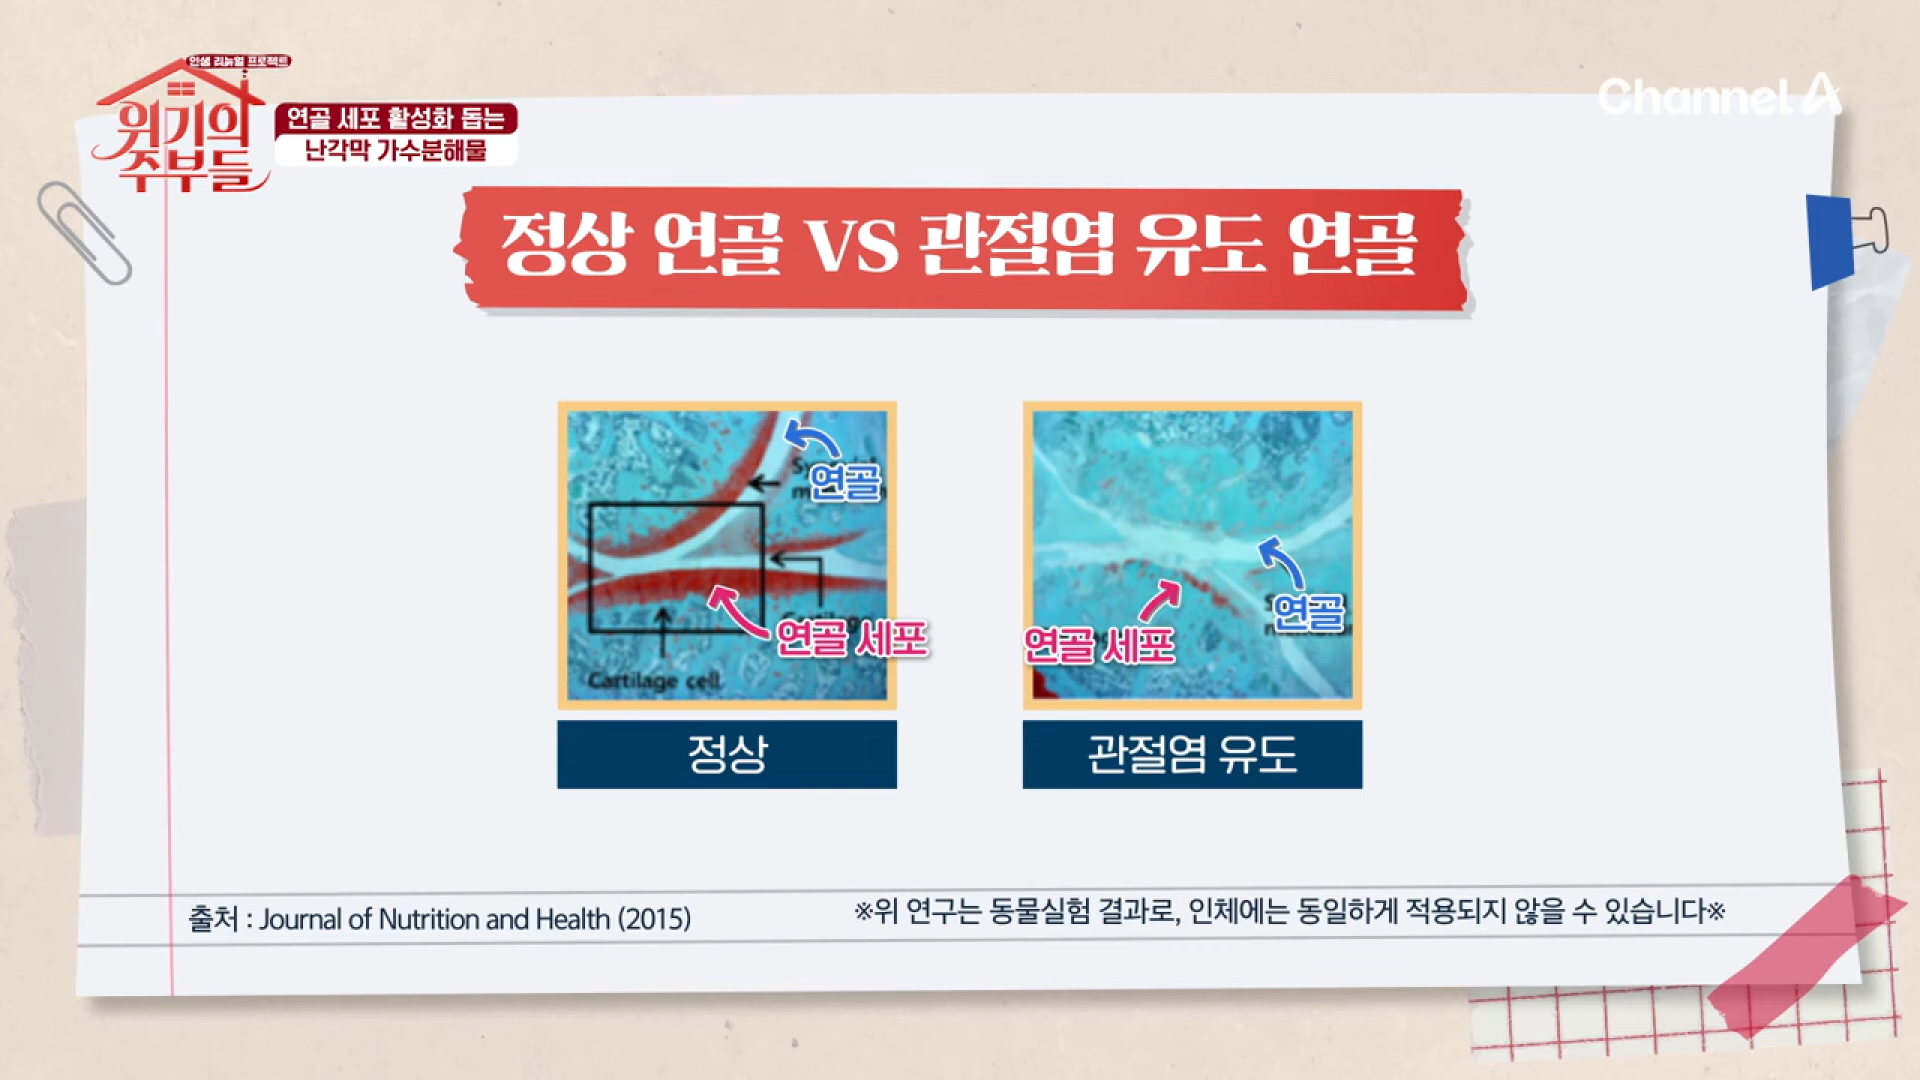 인생 리뉴얼 프로젝트
위기의
주부들
연골 세포 활성화 돕는
난각막 가수분해물
Channel A
정상 연골 VS 관절염 유도 연골
연골
연골 세포
Cartilage cell
연골
연골 세포
정상
관절염 유도
출처 : Journal of Nutrition and Health (2015)
※위 연구는 동물실험 결과로, 인체에는 동일하게 적용되지 않을 수 있습니다※